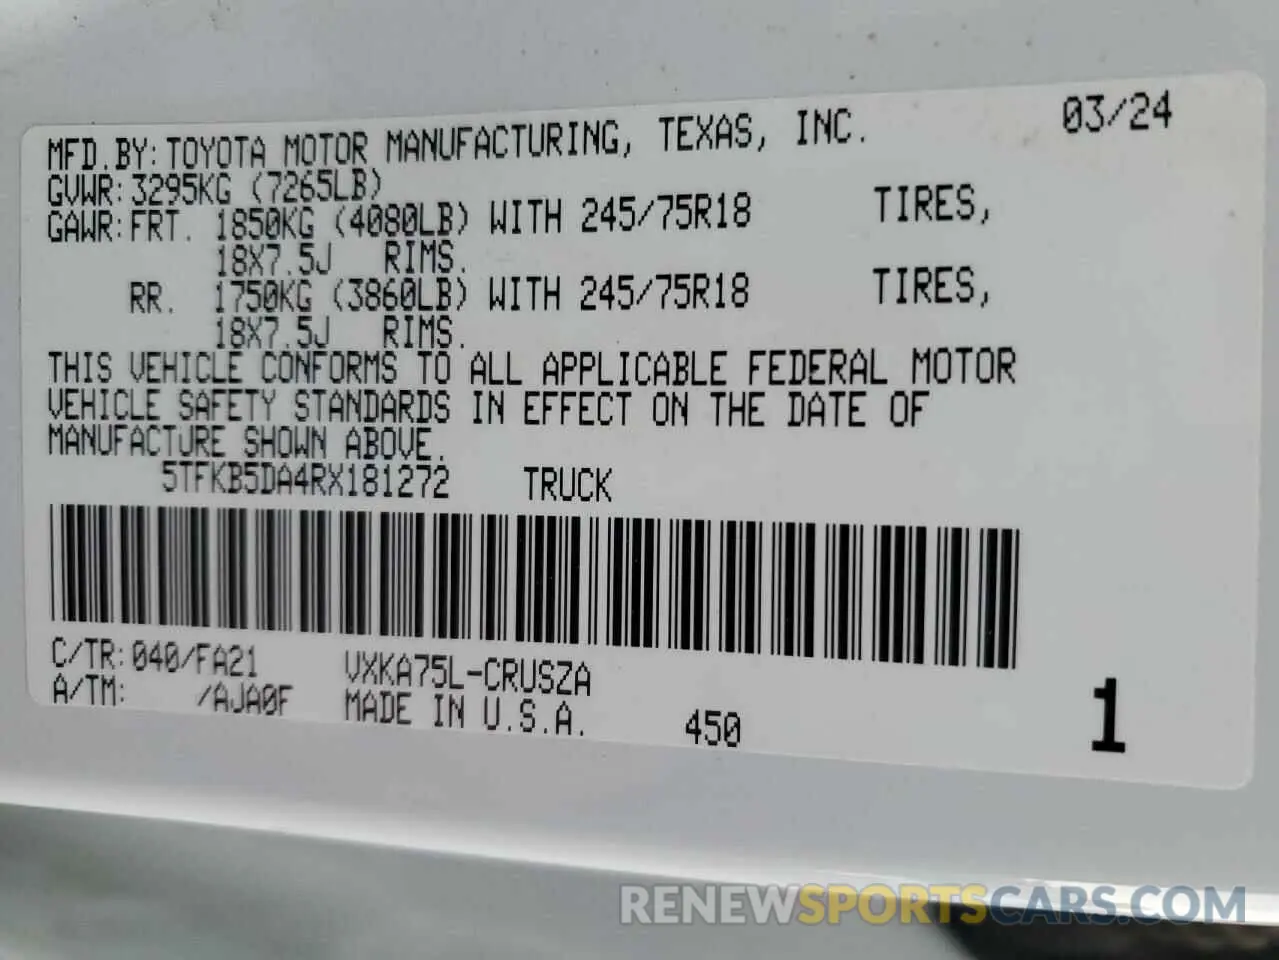 MFD.BY:TOYOTA MOTOR MANUFACTURING, TEXAS, INC. 03/24
GVWR:3295KG (7265LB)
GAWR:FRT. 1850KG (4080LB) WITH 245/75R18 TIRES,
18X7.5J RIMS.
RR. 1750KG (3860LB) WITH 245/75R18 TIRES,
18X7.5J RIMS.
THIS VEHICLE CONFORMS TO ALL APPLICABLE FEDERAL MOTOR
VEHICLE SAFETY STANDARDS IN EFFECT ON THE DATE OF
MANUFACTURE SHOWN ABOVE.
5TFKB5DA4RX181272 TRUCK
C/TR:040/FA21 VXKA75L-CRUSZA
A/TM: /AJA0F MADE IN U.S.A. 450 1
RENEWSPORTSCARS.COM